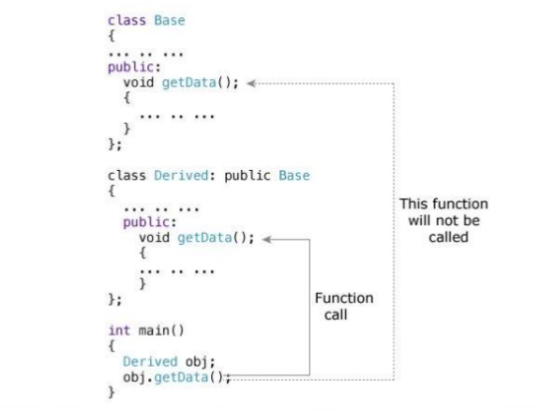 class Base
{
... .. ...
public:
void getData();
{
... .. ...
}
};
class Derived: public Base
{
... .. ...
public:
void getData();
{
... .. ...
}
};
int main()
{
Derived obj;
obj.getData();
}
This function
will not be
called
Function
call